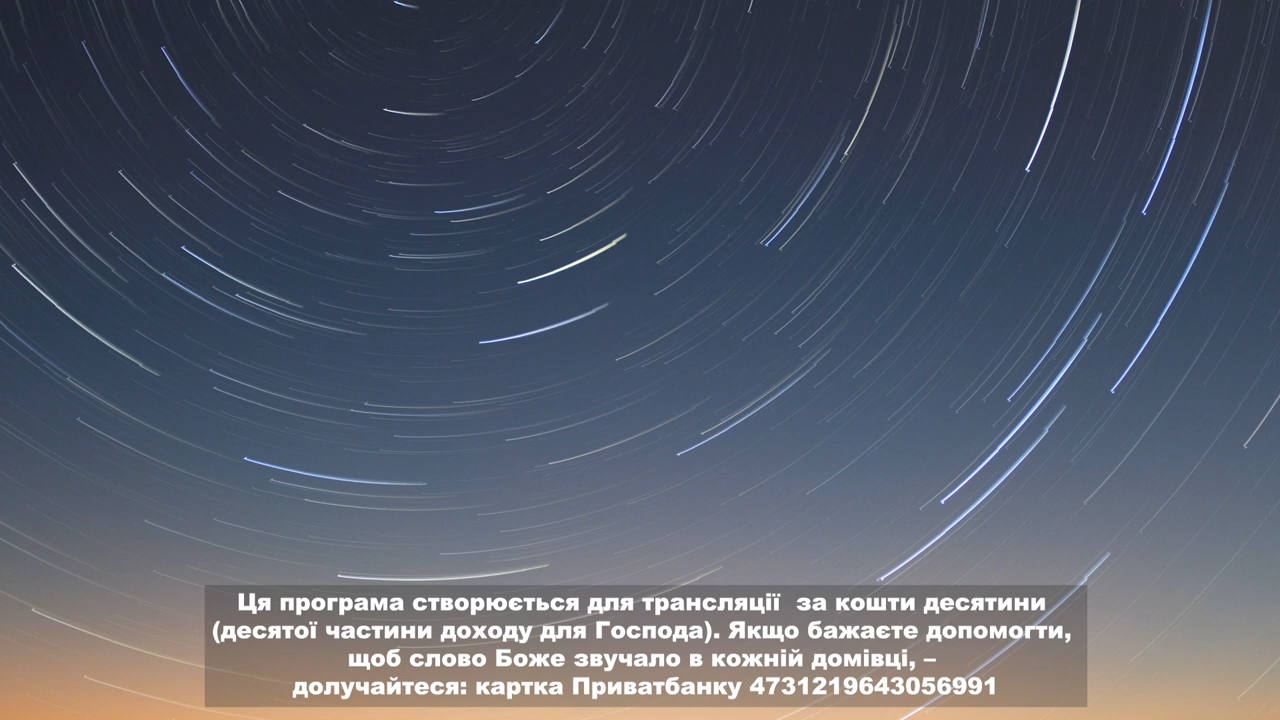 Ця програма створюється для трансляції  за кошти десятини
(десятої частини доходу для Господа). Якщо бажаєте допомогти,
щоб слово Боже звучало в кожній домівці, –
долучайтеся: картка Приватбанку 4731219643056991